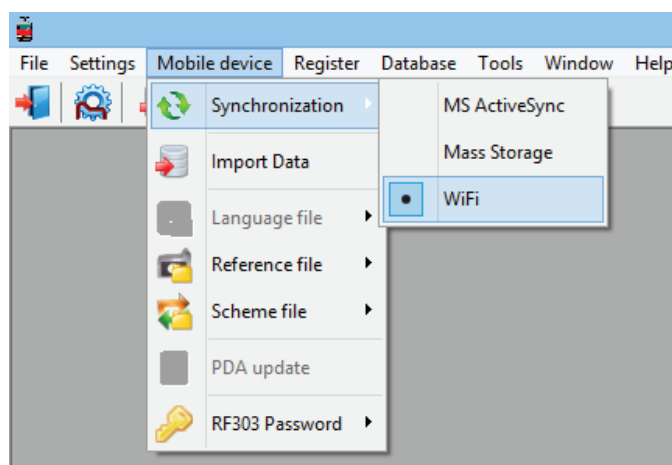 File Settings Mobile device Register Database Tools Window Help
Synchronization
MS ActiveSync
Mass Storage
WiFi
Import Data
Language file
Reference file
Scheme file
PDA update
RF303 Password